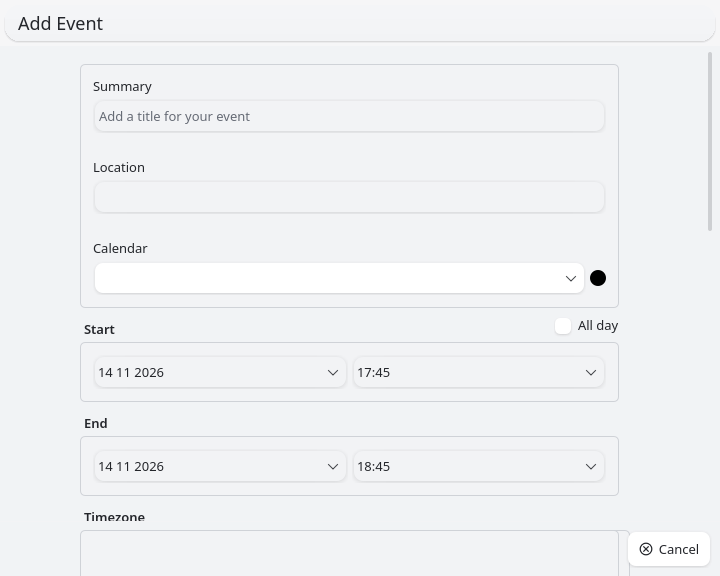 Add Event
Summary
Add a title for your event
Location
Calendar
Start
All day
14 11 2026
17:45
End
14 11 2026
18:45
Timezone
Cancel